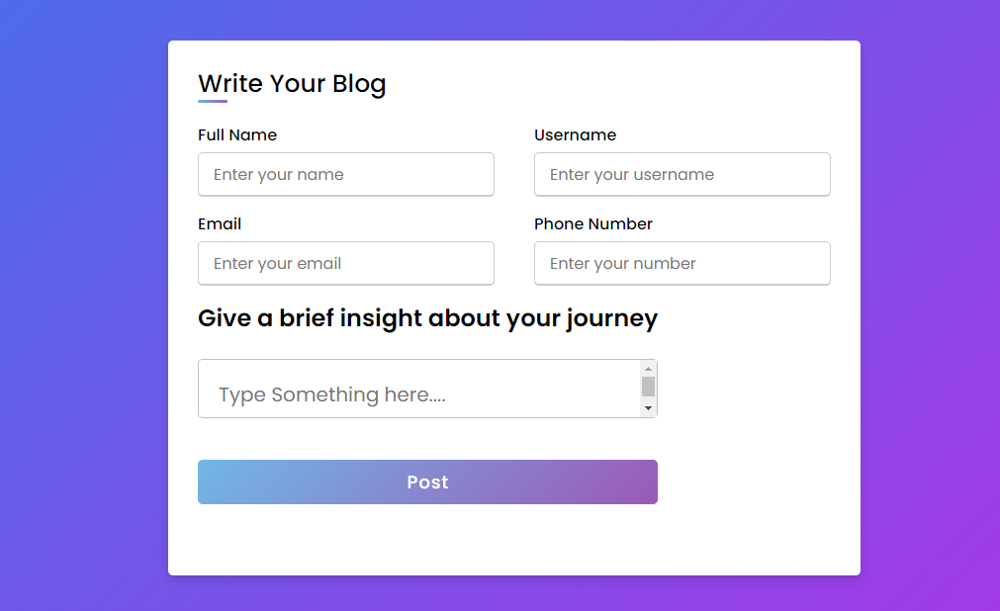 Write Your Blog
Full Name Username
Enter your name Enter your username
Email Phone Number
Enter your email Enter your number
Give a brief insight about your journey
Type Something here....
Post